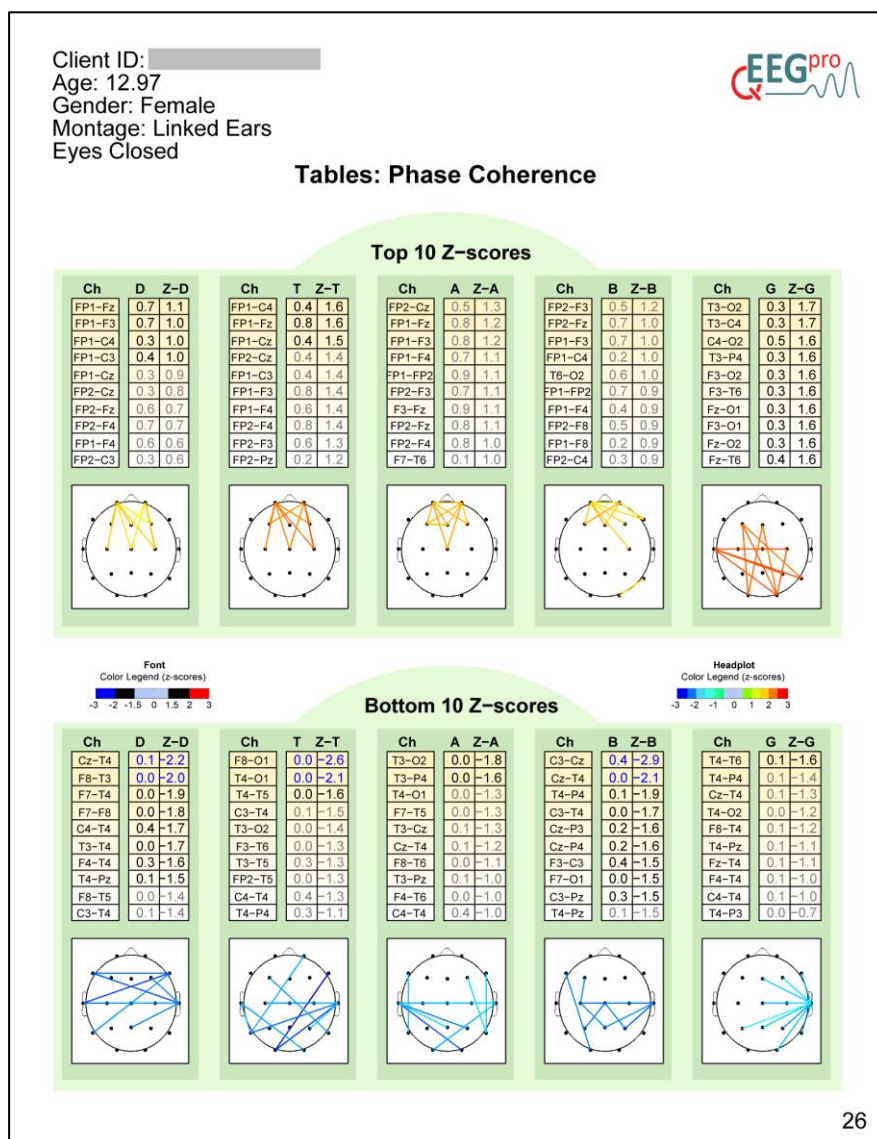 Client ID:
Age: 12.97
Gender: Female
Montage: Linked Ears
Eyes Closed
QEEGpro
Tables: Phase Coherence
Top 10 Z−scores
Ch D Z−D
FP1−Fz 0.7 1.1
FP1−F3 0.7 1.0
FP1−C4 0.3 1.0
FP1−C3 0.4 1.0
FP1−Cz 0.3 0.9
FP2−Cz 0.3 0.8
FP2−Fz 0.6 0.7
FP2−F4 0.7 0.7
FP1−F4 0.6 0.6
FP2−C3 0.3 0.6
Ch T Z−T
FP1−C4 0.4 1.6
FP1−Fz 0.8 1.6
FP1−Cz 0.4 1.5
FP2−Cz 0.4 1.4
FP1−C3 0.4 1.4
FP1−F3 0.8 1.4
FP1−F4 0.6 1.4
FP2−F4 0.8 1.4
FP2−F3 0.6 1.3
FP2−Pz 0.2 1.2
Ch A Z−A
FP2−Cz 0.5 1.3
FP1−Fz 0.8 1.2
FP1−F3 0.8 1.2
FP1−F4 0.7 1.1
FP1−FP2 0.9 1.1
FP2−F3 0.7 1.1
F3−Fz 0.9 1.1
FP2−Fz 0.8 1.1
FP2−F4 0.8 1.0
F7−T6 0.1 1.0
Ch B Z−B
FP2−F3 0.5 1.2
FP2−Fz 0.7 1.0
FP1−F3 0.7 1.0
FP1−C4 0.2 1.0
T6−O2 0.6 1.0
FP1−FP2 0.7 0.9
FP1−F4 0.4 0.9
FP2−F8 0.5 0.9
FP1−F8 0.2 0.9
FP2−C4 0.3 0.9
Ch G Z−G
T3−O2 0.3 1.7
T3−C4 0.3 1.7
C4−O2 0.5 1.6
T3−P4 0.3 1.6
F3−O2 0.3 1.6
F3−T6 0.3 1.6
Fz−O1 0.3 1.6
F3−O1 0.3 1.6
Fz−O2 0.3 1.6
Fz−T6 0.4 1.6
Font
Color Legend (z−scores)
-3 -2 -1.5 0 1.5 2 3
Headplot
Color Legend (z−scores)
-3 -2 -1 0 1 2 3
Bottom 10 Z−scores
Ch D Z−D
Cz−T4 0.1 −2.2
F8−T3 0.0 −2.0
F7−T4 0.0 −1.9
F7−F8 0.0 −1.8
C4−T4 0.4 −1.7
T3−T4 0.0 −1.7
F4−T4 0.3 −1.6
T4−Pz 0.1 −1.5
F8−T5 0.0 −1.4
C3−T4 0.1 −1.4
Ch T Z−T
F8−O1 0.0 −2.6
T4−O1 0.0 −2.1
T4−T5 0.0 −1.6
C3−T4 0.1 −1.5
T3−O2 0.0 −1.4
F3−T6 0.0 −1.3
T3−T5 0.3 −1.3
FP2−T5 0.0 −1.3
C4−T4 0.4 −1.3
T4−P4 0.3 −1.1
Ch A Z−A
T3−O2 0.0 −1.8
T3−P4 0.0 −1.6
T4−O1 0.0 −1.3
F7−T5 0.0 −1.3
T3−Cz 0.1 −1.3
Cz−T4 0.1 −1.2
F8−T6 0.0 −1.1
T3−Pz 0.1 −1.0
F4−T6 0.0 −1.0
C4−T4 0.4 −1.0
Ch B Z−B
C3−Cz 0.4 −2.9
Cz−T4 0.0 −2.1
T4−P4 0.1 −1.9
C3−T4 0.0 −1.7
Cz−P3 0.2 −1.6
Cz−P4 0.2 −1.6
F3−C3 0.4 −1.5
F7−O1 0.0 −1.5
C3−Pz 0.3 −1.5
T4−Pz 0.1 −1.5
Ch G Z−G
T4−T6 0.1 −1.6
T4−P4 0.1 −1.4
Cz−T4 0.1 −1.3
T4−O2 0.0 −1.2
F8−T4 0.1 −1.2
T4−Pz 0.1 −1.1
Fz−T4 0.1 −1.1
F4−T4 0.1 −1.0
C4−T4 0.1 −1.0
T4−P3 0.0 −0.7
26